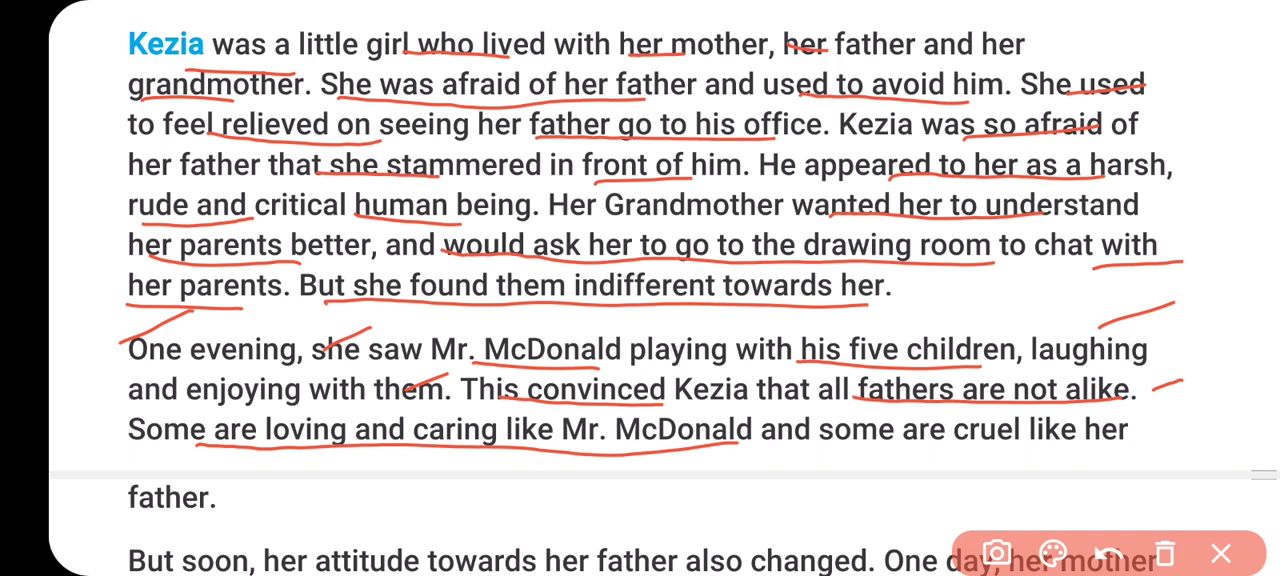 Kezia was a little girl who lived with her mother, her father and her
grandmother. She was afraid of her father and used to avoid him. She used
to feel relieved on seeing her father go to his office. Kezia was so afraid of
her father that she stammered in front of him. He appeared to her as a harsh,
rude and critical human being. Her Grandmother wanted her to understand
her parents better, and would ask her to go to the drawing room to chat with
her parents. But she found them indifferent towards her.
One evening, she saw Mr. McDonald playing with his five children, laughing
and enjoying with them. This convinced Kezia that all fathers are not alike.
Some are loving and caring like Mr. McDonald and some are cruel like her
father.
But soon, her attitude towards her father also changed. One day, her mother